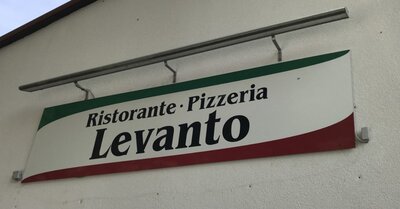 Ristorante · Pizzeria
Levanto